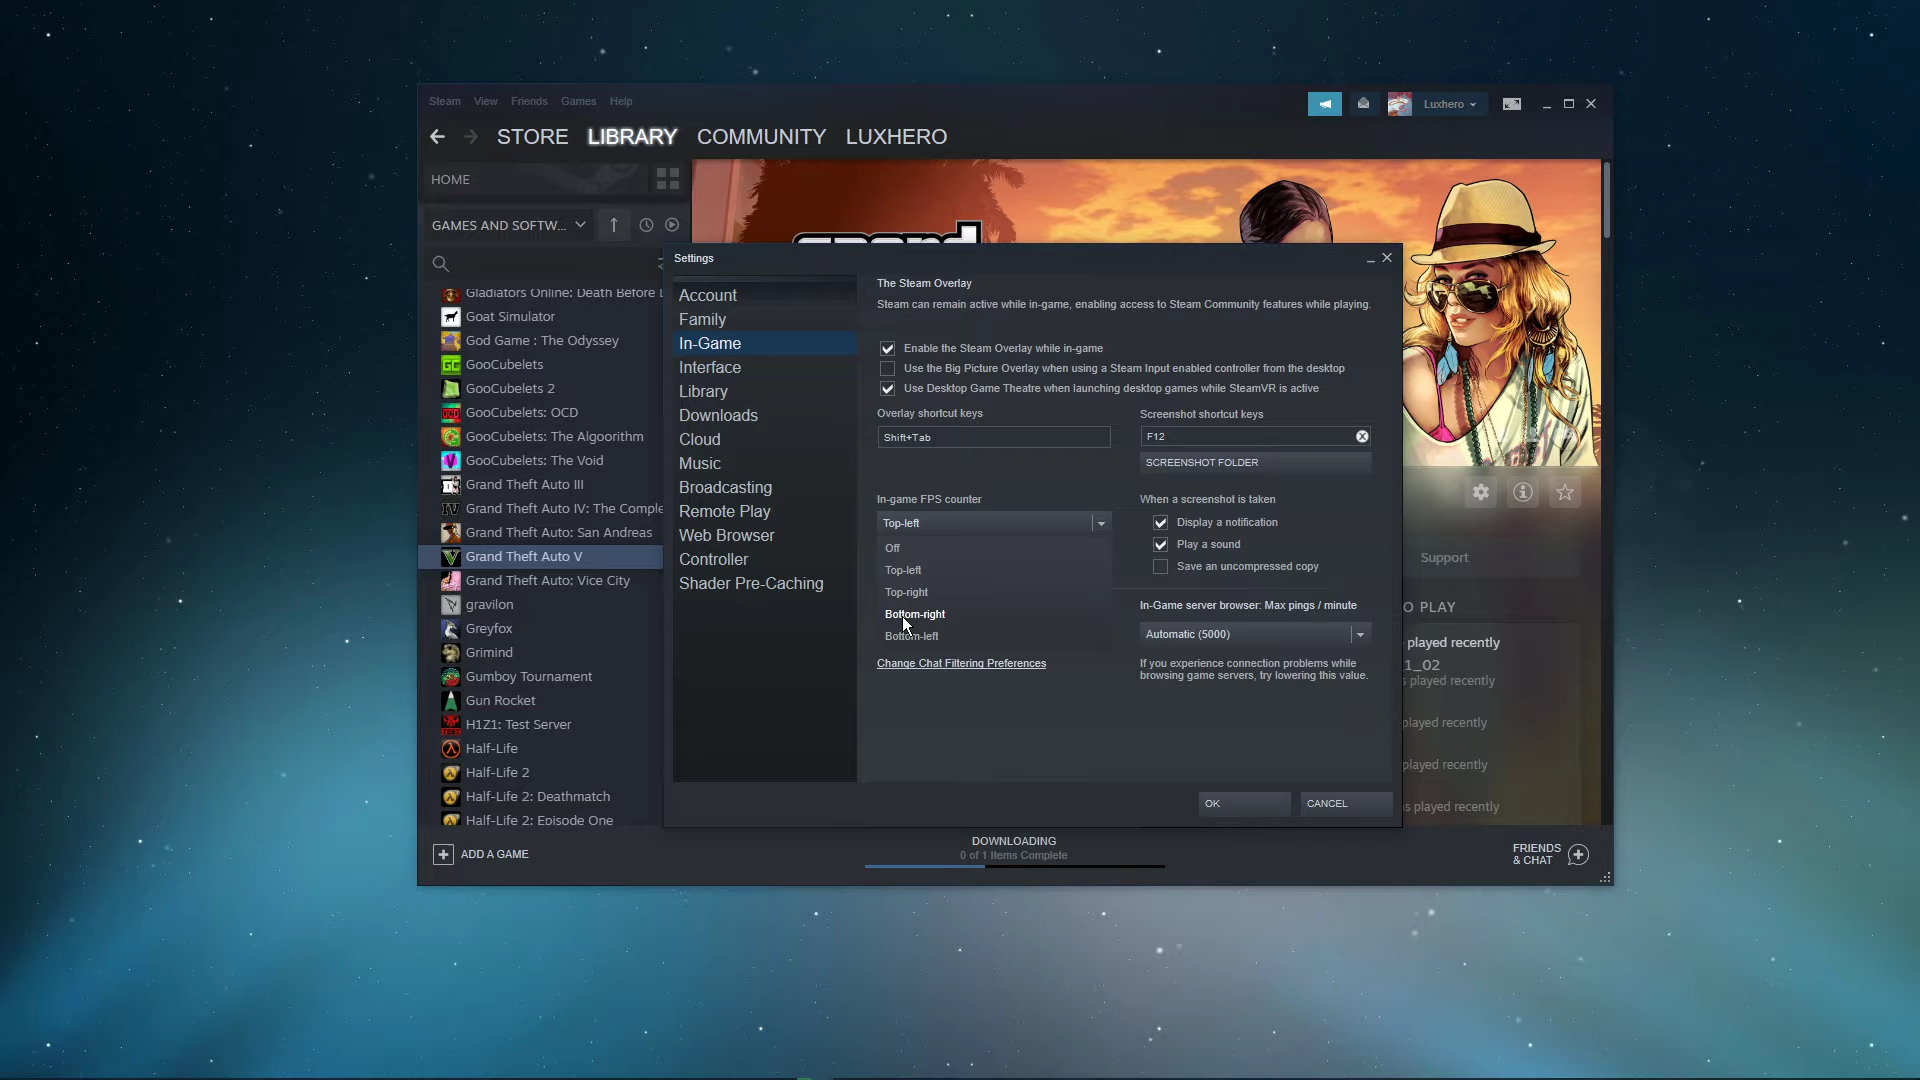 Steam View Friends Games Help
Luxhero
STORE LIBRARY COMMUNITY LUXHERO
HOME
GAMES AND SOFTW...
Settings
Gladiators Online: Death Before
Goat Simulator
God Game : The Odyssey
GooCubelets
GooCubelets 2
GooCubelets: OCD
GooCubelets: The Algoorithm
GooCubelets: The Void
Grand Theft Auto III
Grand Theft Auto IV: The Comple
Grand Theft Auto: San Andreas
Grand Theft Auto V
Grand Theft Auto: Vice City
gravilon
Greyfox
Grimind
Gumboy Tournament
Gun Rocket
H1Z1: Test Server
Half-Life
Half-Life 2
Half-Life 2: Deathmatch
Half-Life 2: Episode One
Account
Family
In-Game
Interface
Library
Downloads
Cloud
Music
Broadcasting
Remote Play
Web Browser
Controller
Shader Pre-Caching
The Steam Overlay
Steam can remain active while in-game, enabling access to Steam Community features while playing.
Enable the Steam Overlay while in-game
Use the Big Picture Overlay when using a Steam Input enabled controller from the desktop
Use Desktop Game Theatre when launching desktop games while SteamVR is active
Overlay shortcut keys
Shift+Tab
Screenshot shortcut keys
F12
SCREENSHOT FOLDER
In-game FPS counter
Top-left
Off
Top-left
Top-right
Bottom-right
Bottom-left
Change Chat Filtering Preferences
When a screenshot is taken
Display a notification
Play a sound
Save an uncompressed copy
In-Game server browser: Max pings / minute
Automatic (5000)
If you experience connection problems while
browsing game servers, try lowering this value.
OK CANCEL
Support
O PLAY
played recently
1_02
s played recently
played recently
played recently
s played recently
ADD A GAME
DOWNLOADING
0 of 1 Items Complete
FRIENDS
& CHAT